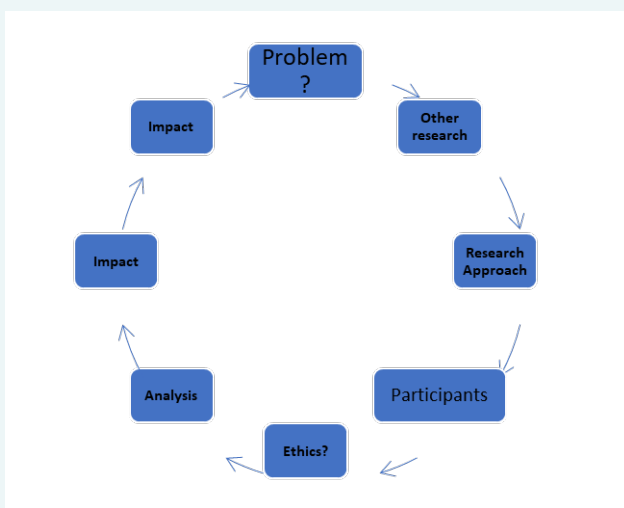 Problem
?
Other
research
Research
Approach
Participants
Ethics?
Analysis
Impact
Impact